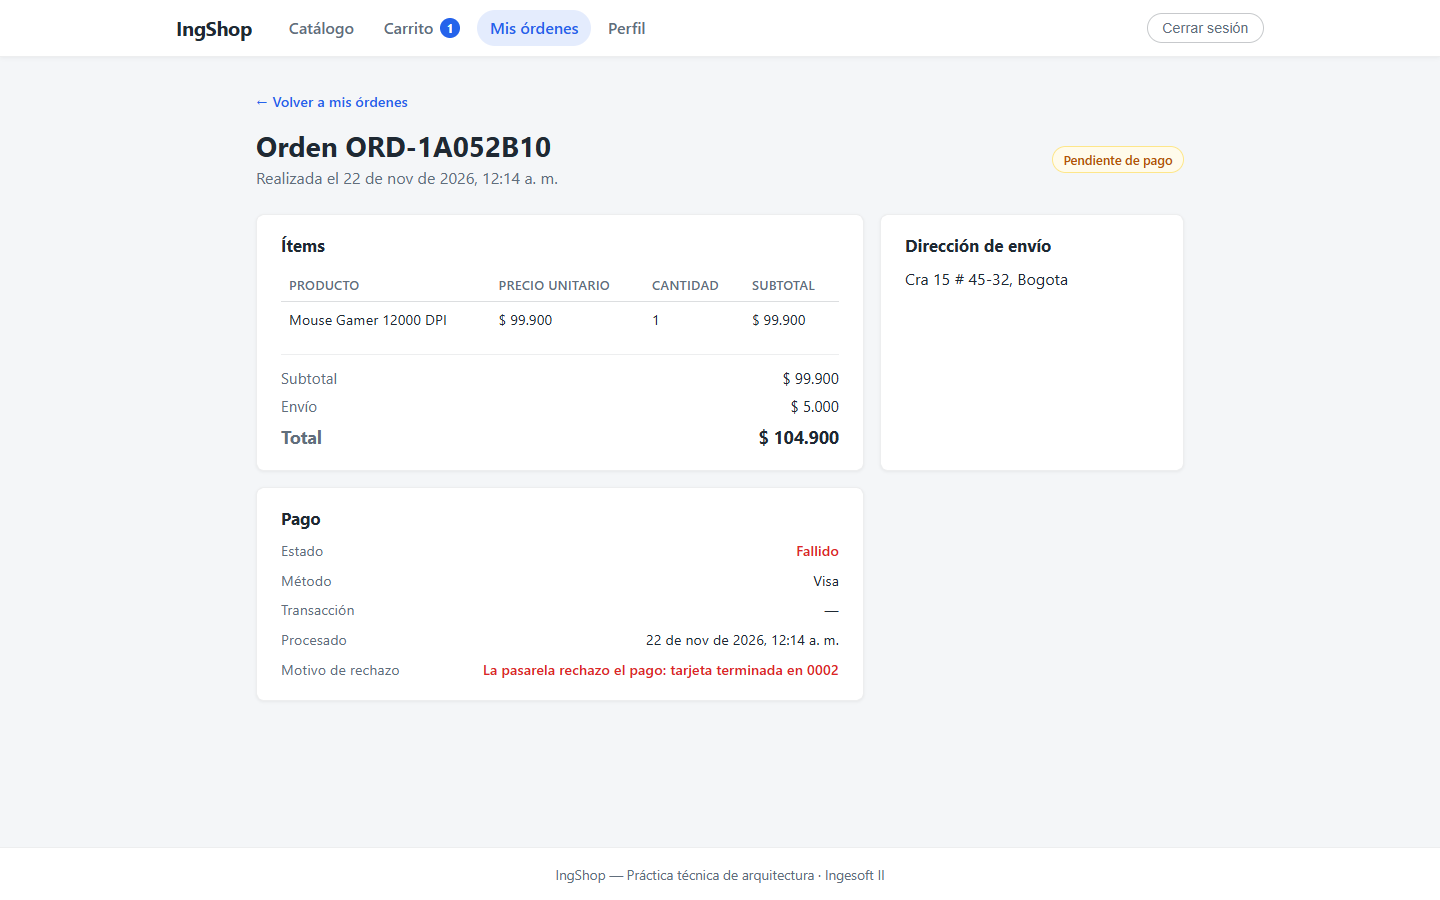 IngShop Catálogo Carrito 1 Mis órdenes Perfil Cerrar sesión
← Volver a mis órdenes
Orden ORD-1A052B10
Realizada el 22 de nov de 2026, 12:14 a. m.
Pendiente de pago
Ítems
PRODUCTO PRECIO UNITARIO CANTIDAD SUBTOTAL
Mouse Gamer 12000 DPI $ 99.900 1 $ 99.900
Subtotal $ 99.900
Envío $ 5.000
Total $ 104.900
Dirección de envío
Cra 15 # 45-32, Bogota
Pago
Estado Fallido
Método Visa
Transacción —
Procesado 22 de nov de 2026, 12:14 a. m.
Motivo de rechazo La pasarela rechazo el pago: tarjeta terminada en 0002
IngShop — Práctica técnica de arquitectura · Ingesoft II